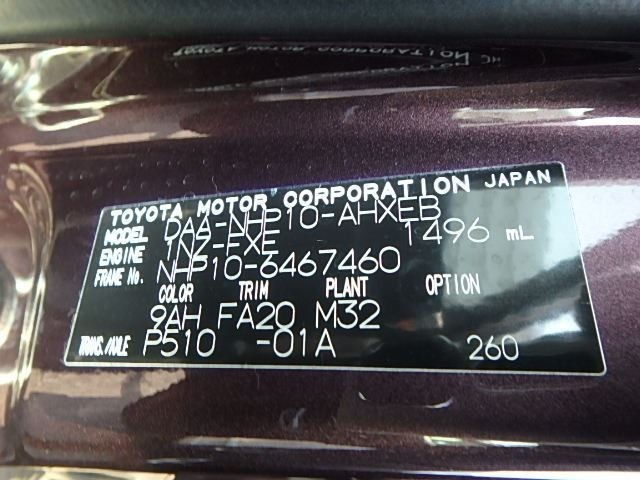 TOYOTA MOTOR CORPORATION JAPAN
MODEL DAA-NHP10-AHXEB
ENGINE 1NZ-FXE 1496 mL
FRAME No. NHP10-6467460
COLOR TRIM PLANT OPTION
9AH FA20 M32
TRANS./AXLE P510 -01A 260